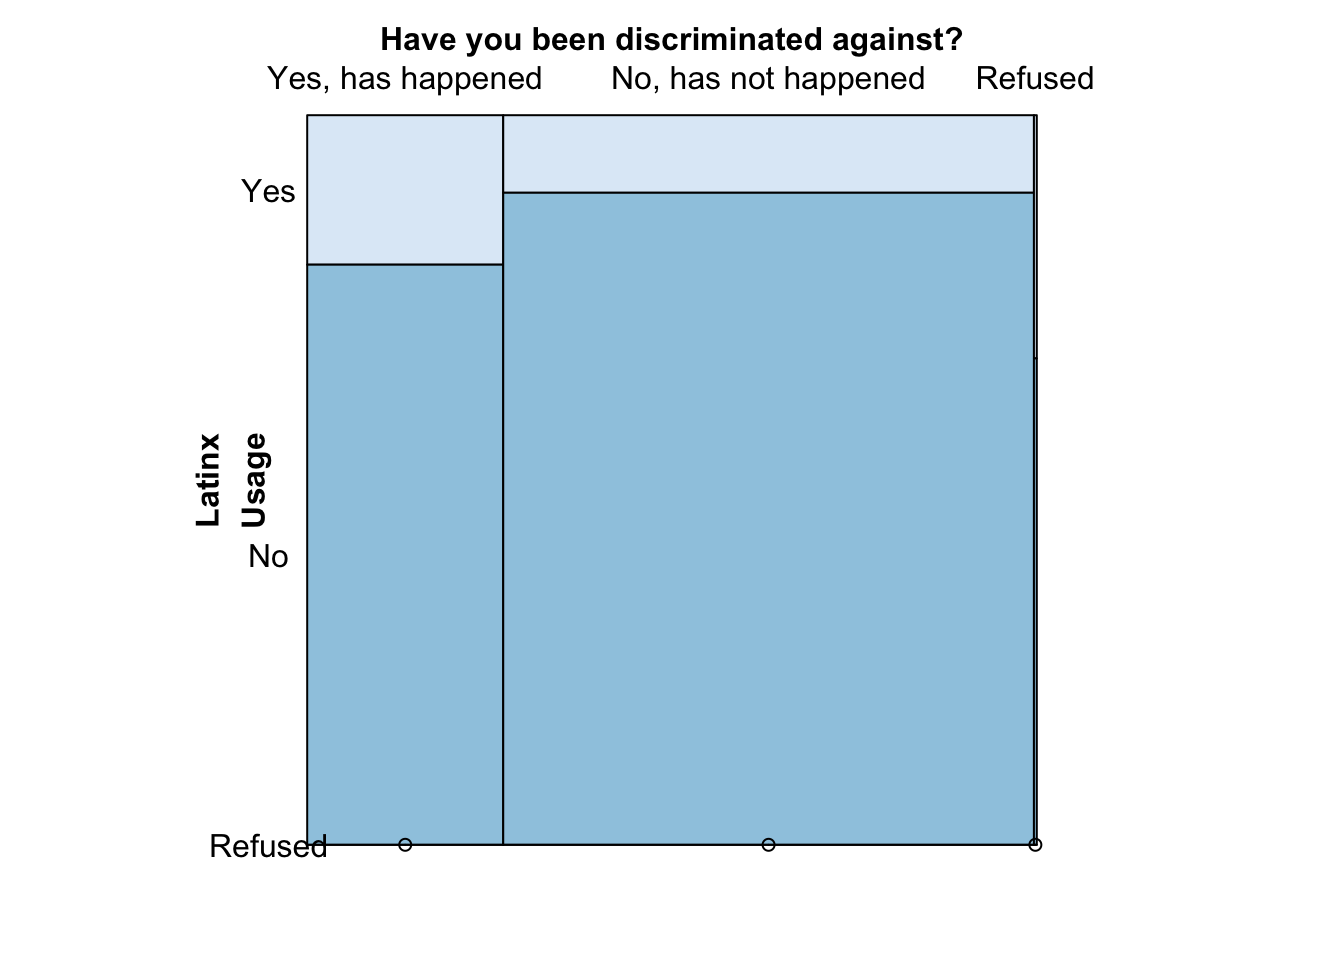 Have you been discriminated against?
Yes, has happened No, has not happened Refused
Yes
Latinx
Usage
No
Refused